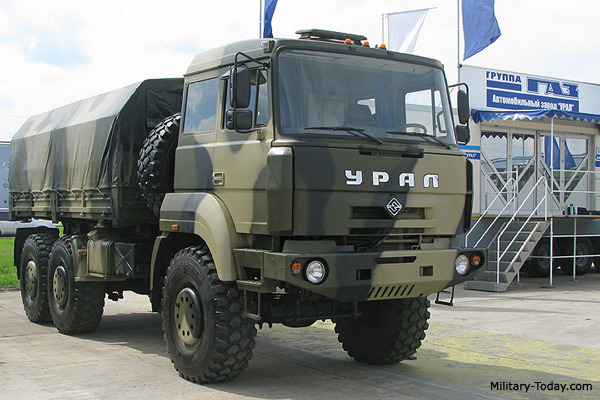 ГРУППА ГАЗ
Автомобильный завод "УРАЛ"
УРАЛ
Military-Today.com